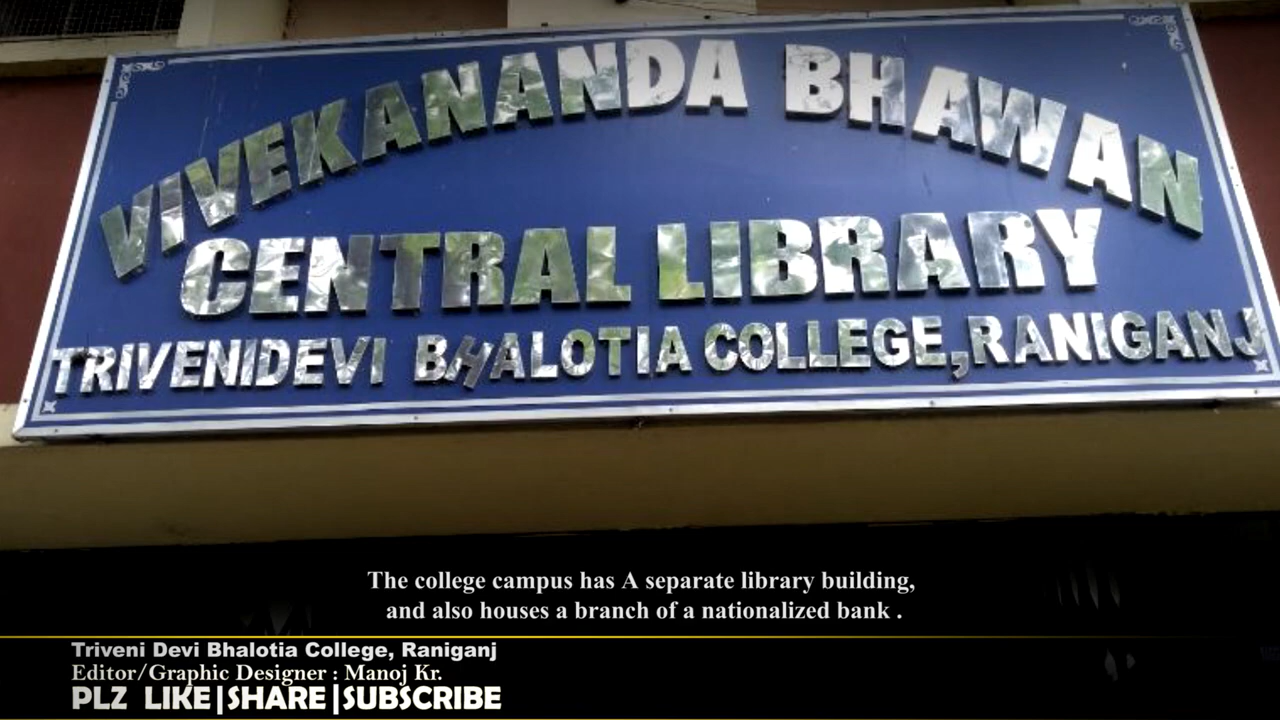 VIVEKANANDA BHAWAN
CENTRAL LIBRARY
TRIVENIDEVI BHALOTIA COLLEGE, RANIGANJ
The college campus has A separate library building,
and also houses a branch of a nationalized bank .
Triveni Devi Bhalotia College, Raniganj
Editor/Graphic Designer : Manoj Kr.
PLZ LIKE|SHARE|SUBSCRIBE